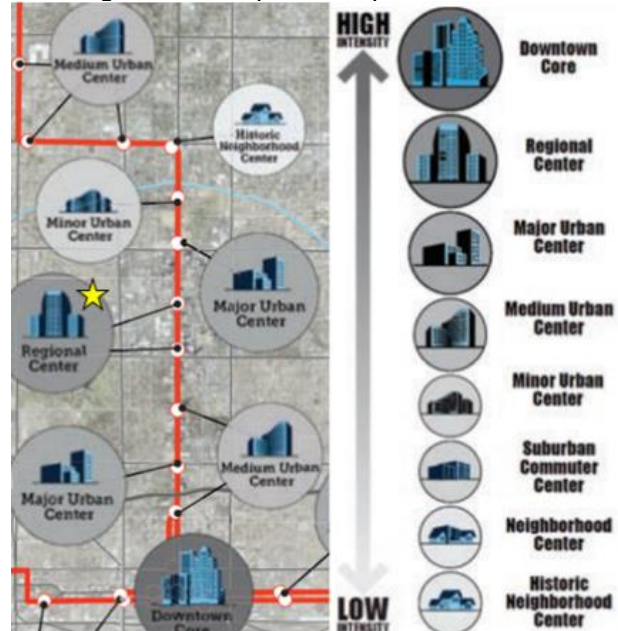 Medium Urban
Center
Historic
Neighborhood
Center
Minor Urban
Center
Major Urban
Center
Regional
Center
Medium Urban
Center
Major Urban
Center
Downtown
Core
HIGH
INTENSITY
LOW
INTENSITY
Downtown
Core
Regional
Center
Major Urban
Center
Medium Urban
Center
Minor Urban
Center
Suburban
Commuter
Center
Neighborhood
Center
Historic
Neighborhood
Center